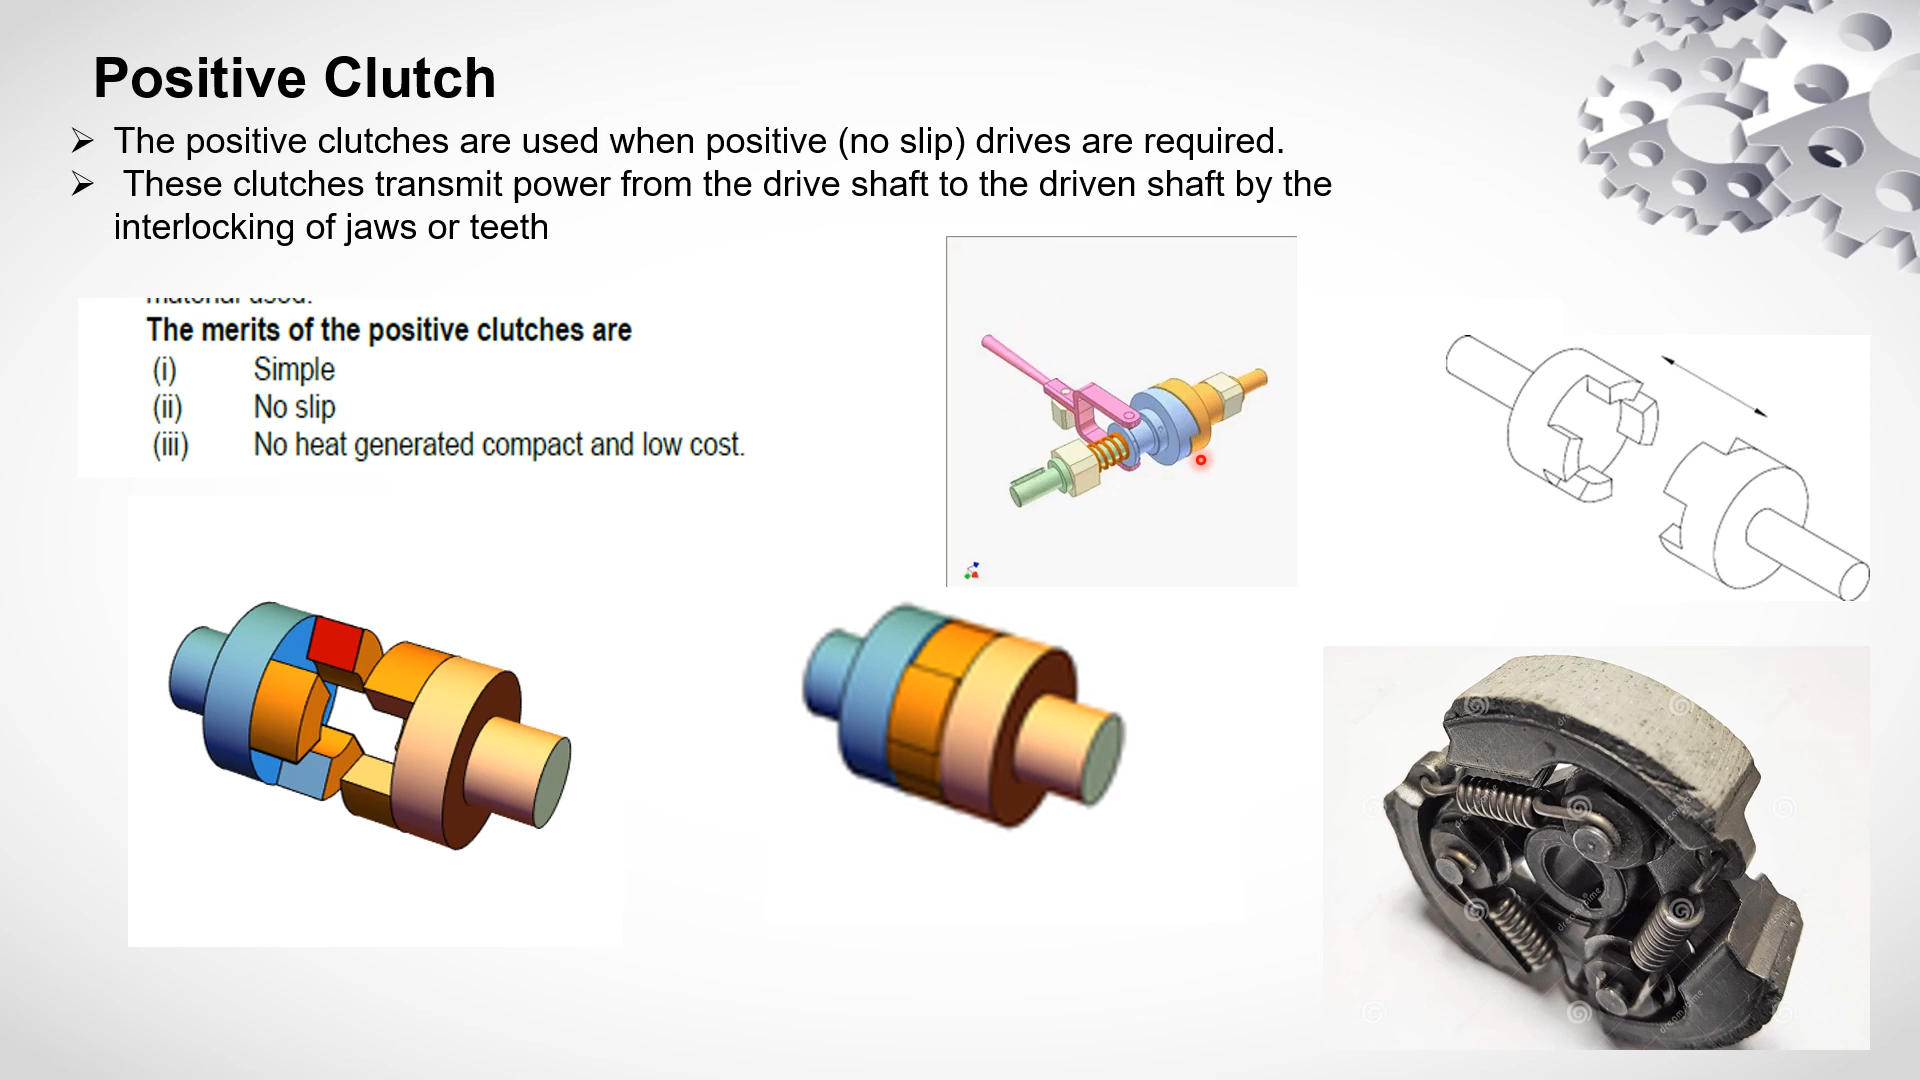 Positive Clutch
➢ The positive clutches are used when positive (no slip) drives are required.
➢ These clutches transmit power from the drive shaft to the driven shaft by the
interlocking of jaws or teeth
material used.
The merits of the positive clutches are
(i) Simple
(ii) No slip
(iii) No heat generated compact and low cost.